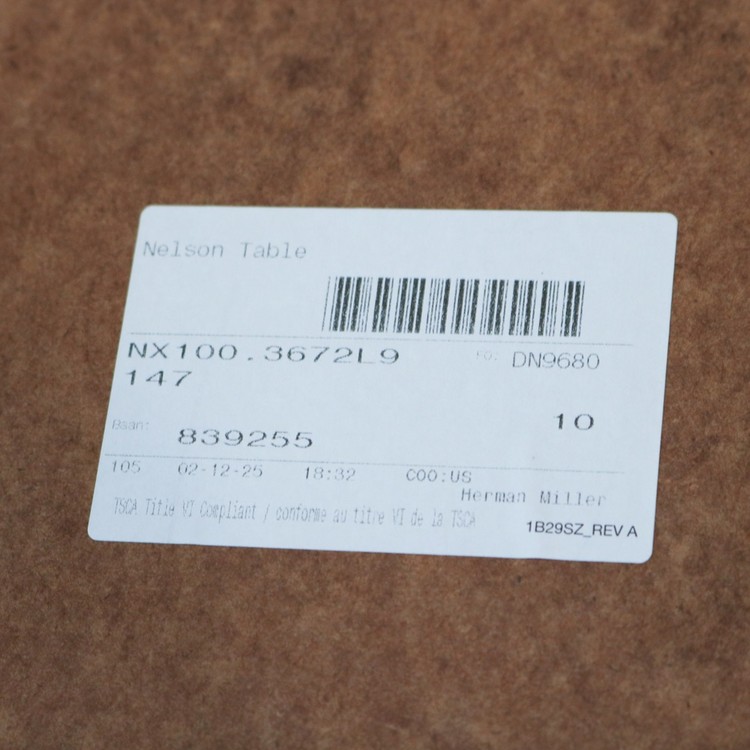 Nelson Table
NX100.3672L9
FO: DN9680
147
10
839255
105 02-12-25 18:32 COO:US
Herman Miller
TSCA Title VI Compliant / conforme au titre VI de la TSCA
1B29SZ_REV A